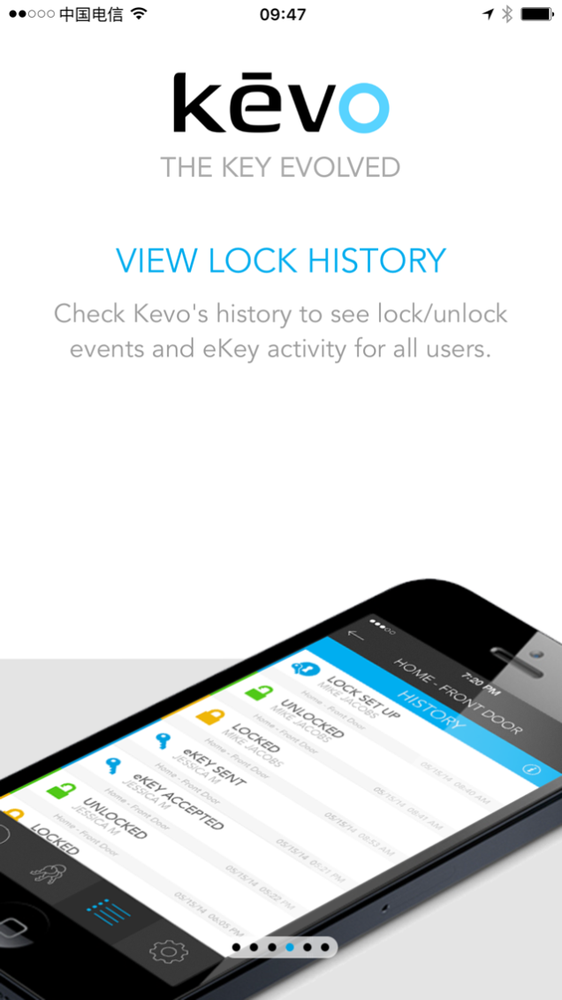 中国电信
09:47
kēvo
THE KEY EVOLVED
VIEW LOCK HISTORY
Check Kevo's history to see lock/unlock
events and eKey activity for all users.
7:20 PM
HOME - FRONT DOOR
HISTORY
LOCK SET UP
MIKE JACOBS
Home - Front Door
05/15/14 08:40 AM
UNLOCKED
MIKE JACOBS
Home - Front Door
05/15/14 08:41 AM
LOCKED
MIKE JACOBS
Home - Front Door
05/15/14 08:53 AM
eKEY SENT
JESSICA M
Home - Front Door
05/15/14 05:21 PM
eKEY ACCEPTED
JESSICA M
Home - Front Door
05/15/14 05:22 PM
UNLOCKED
JESSICA M
Home - Front Door
05/15/14 06:05 PM
LOCKED